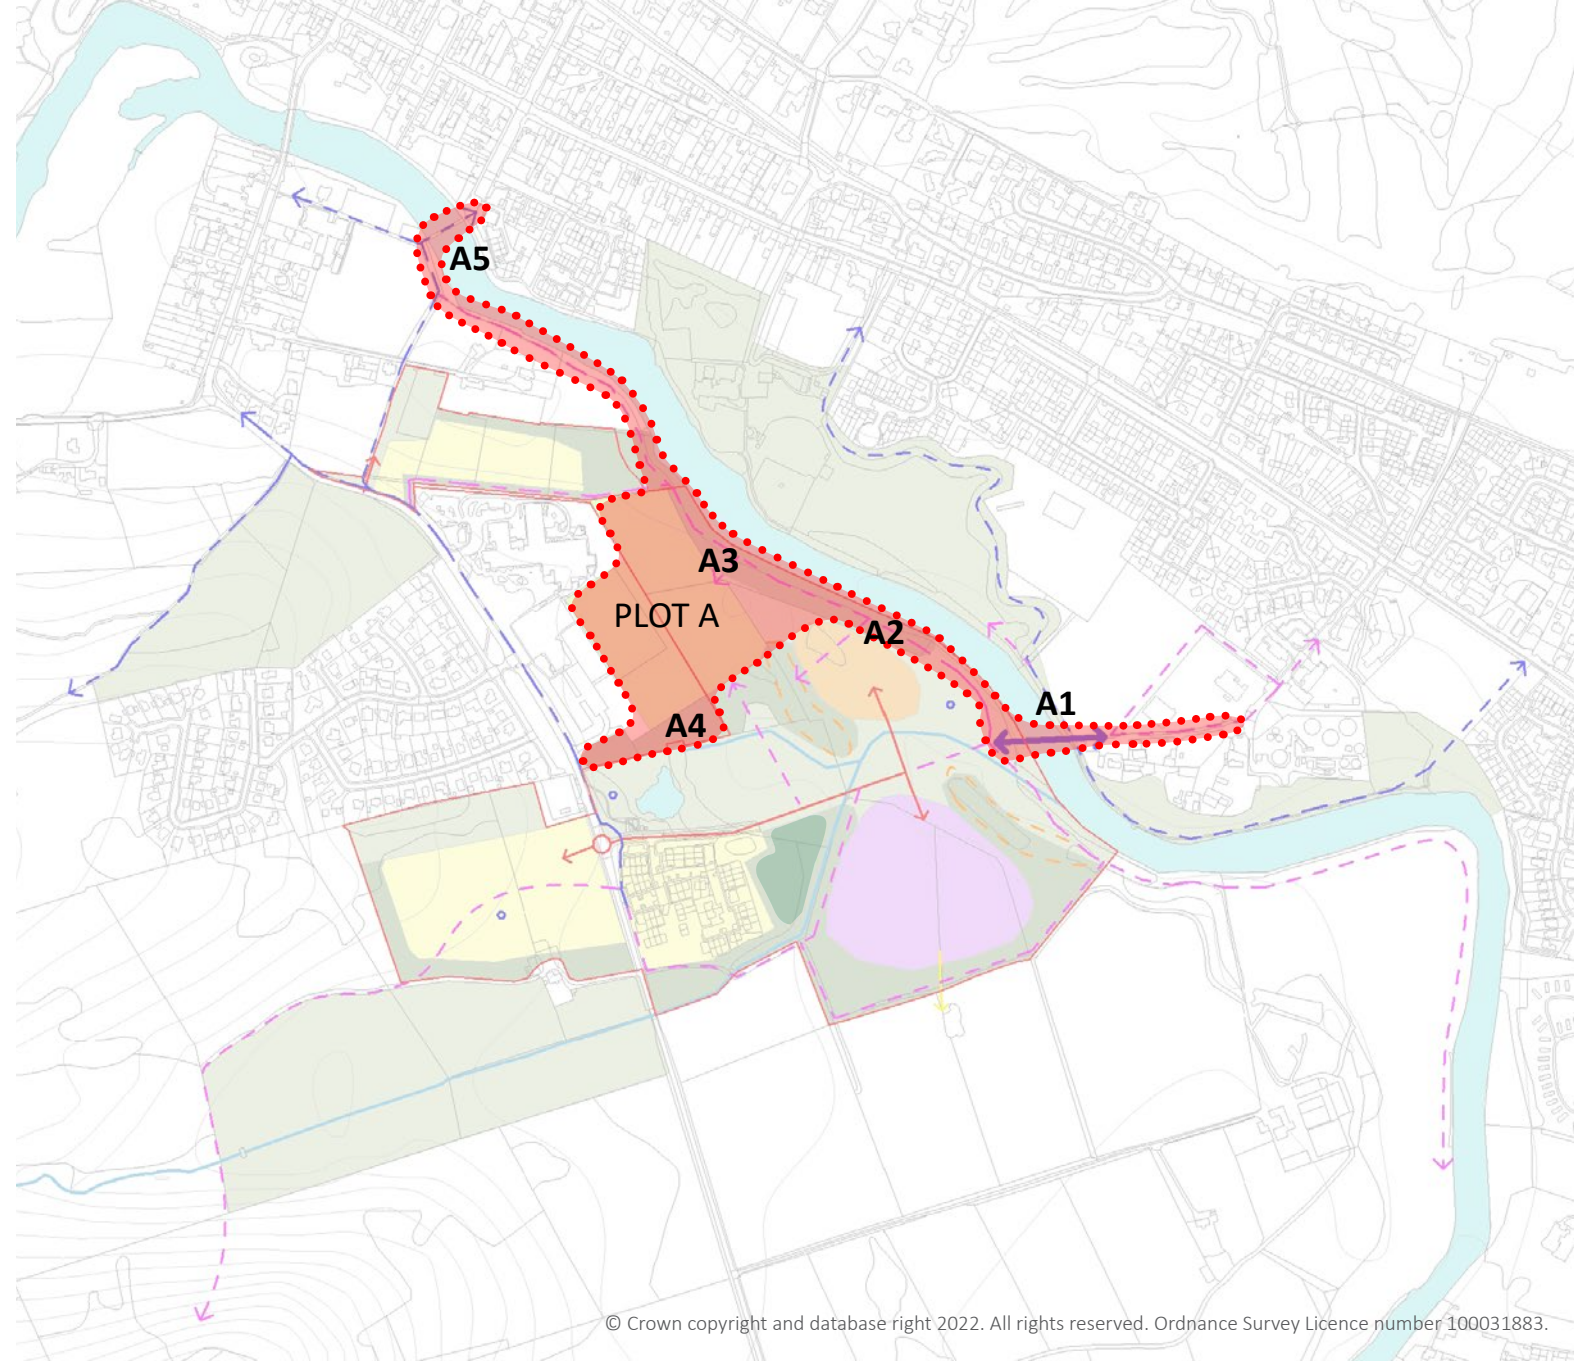 A5
A3
PLOT A
A2
A1
A4
© Crown copyright and database right 2022. All rights reserved. Ordnance Survey Licence number 100031883.